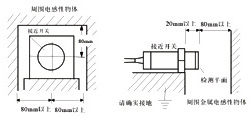 周围电感性物体
接近开关
80mm
80mm以上
80mm以上
20mm以上
80mm以上
接近开关
检测平面
请确实接地
周围金属电感性物体